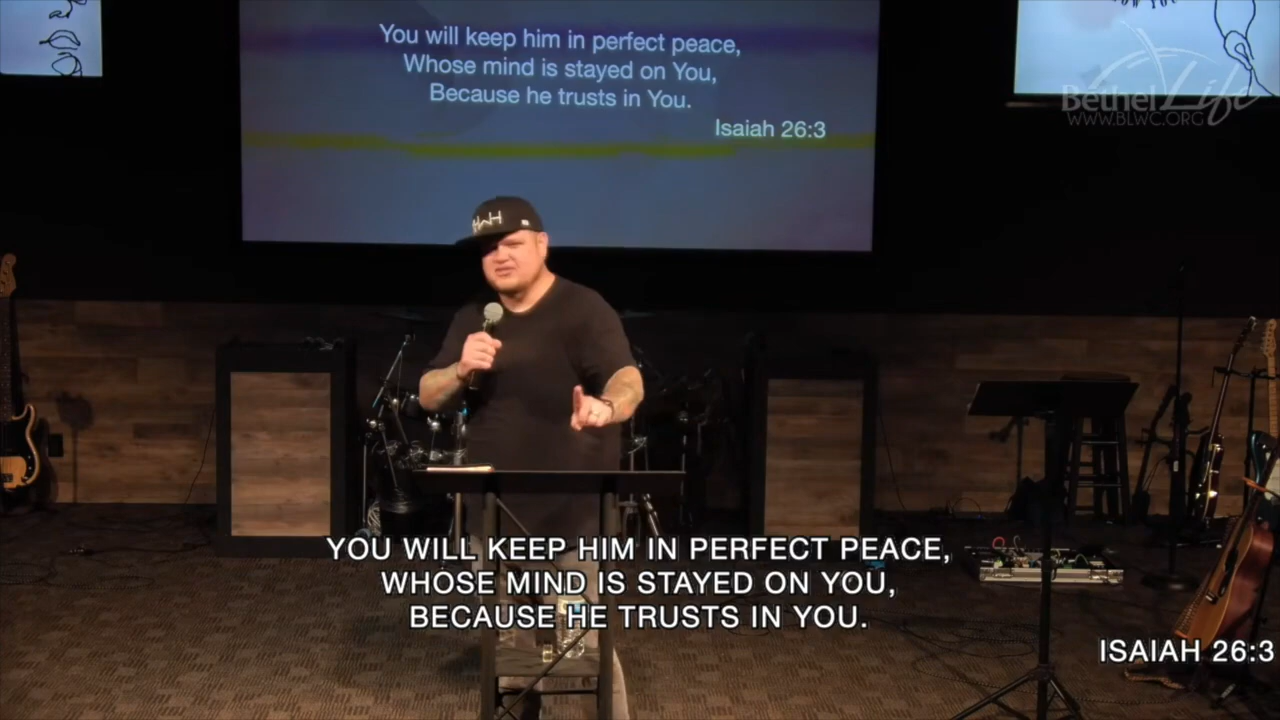 You will keep him in perfect peace,
Whose mind is stayed on You,
Because he trusts in You.
Isaiah 26:3
Bethel Life
WWW.BLWC.ORG
YOU WILL KEEP HIM IN PERFECT PEACE,
WHOSE MIND IS STAYED ON YOU,
BECAUSE HE TRUSTS IN YOU.
ISAIAH 26:3